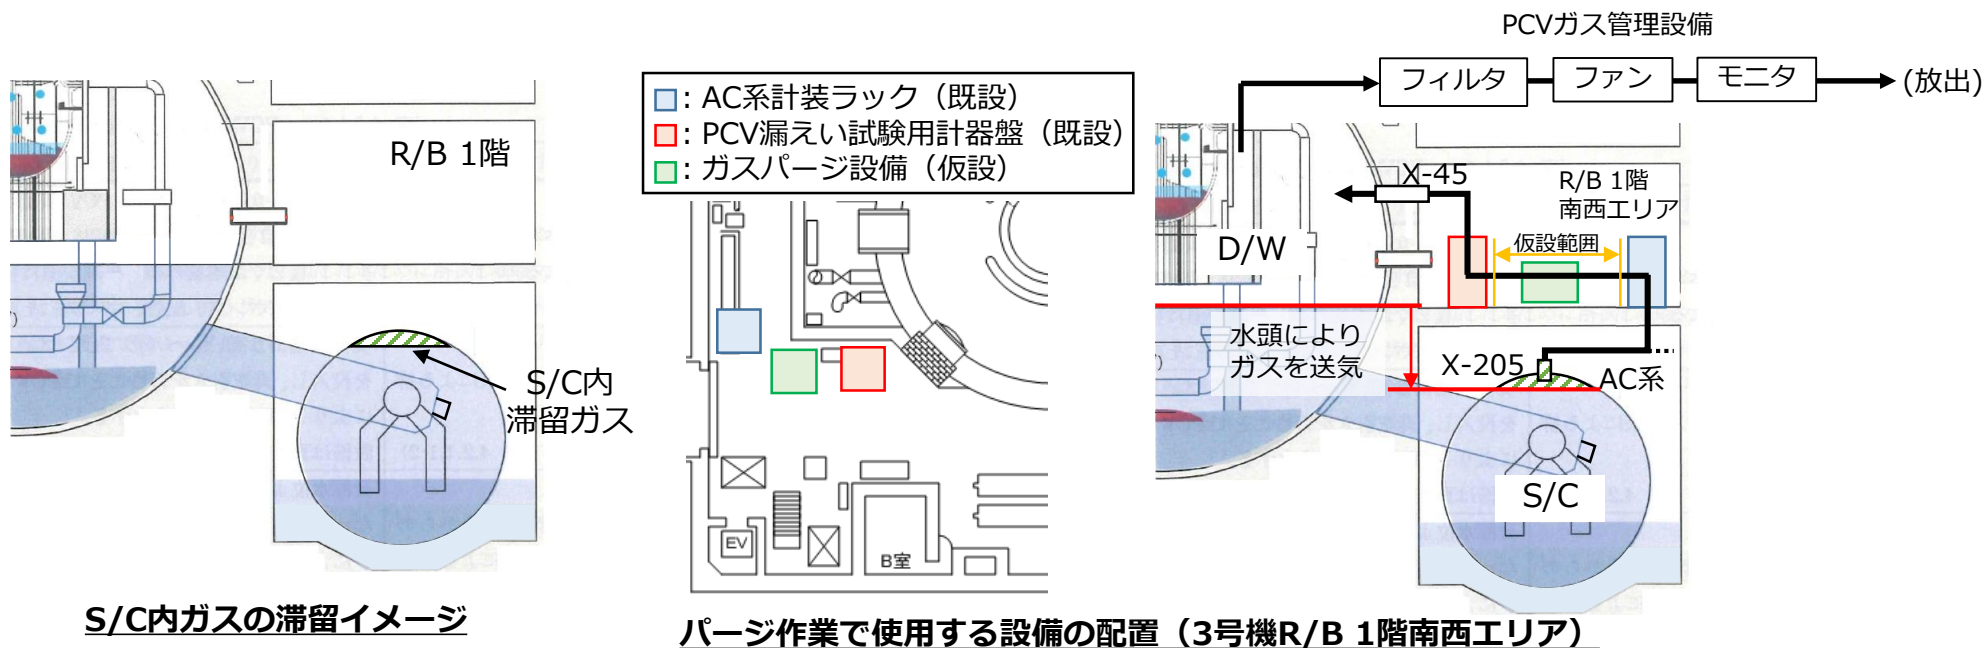 R/B 1階
S/C内
滞留ガス
S/C内ガスの滞留イメージ
: AC系計装ラック（既設）
: PCV漏えい試験用計器盤（既設）
: ガスパージ設備（仮設）
EV
B室
PCVガス管理設備
フィルタ
ファン
モニタ
(放出)
X-45
R/B 1階
南西エリア
D/W
仮設範囲
水頭により
ガスを送気
X-205
AC系
S/C
パージ作業で使用する設備の配置（3号機R/B 1階南西エリア）